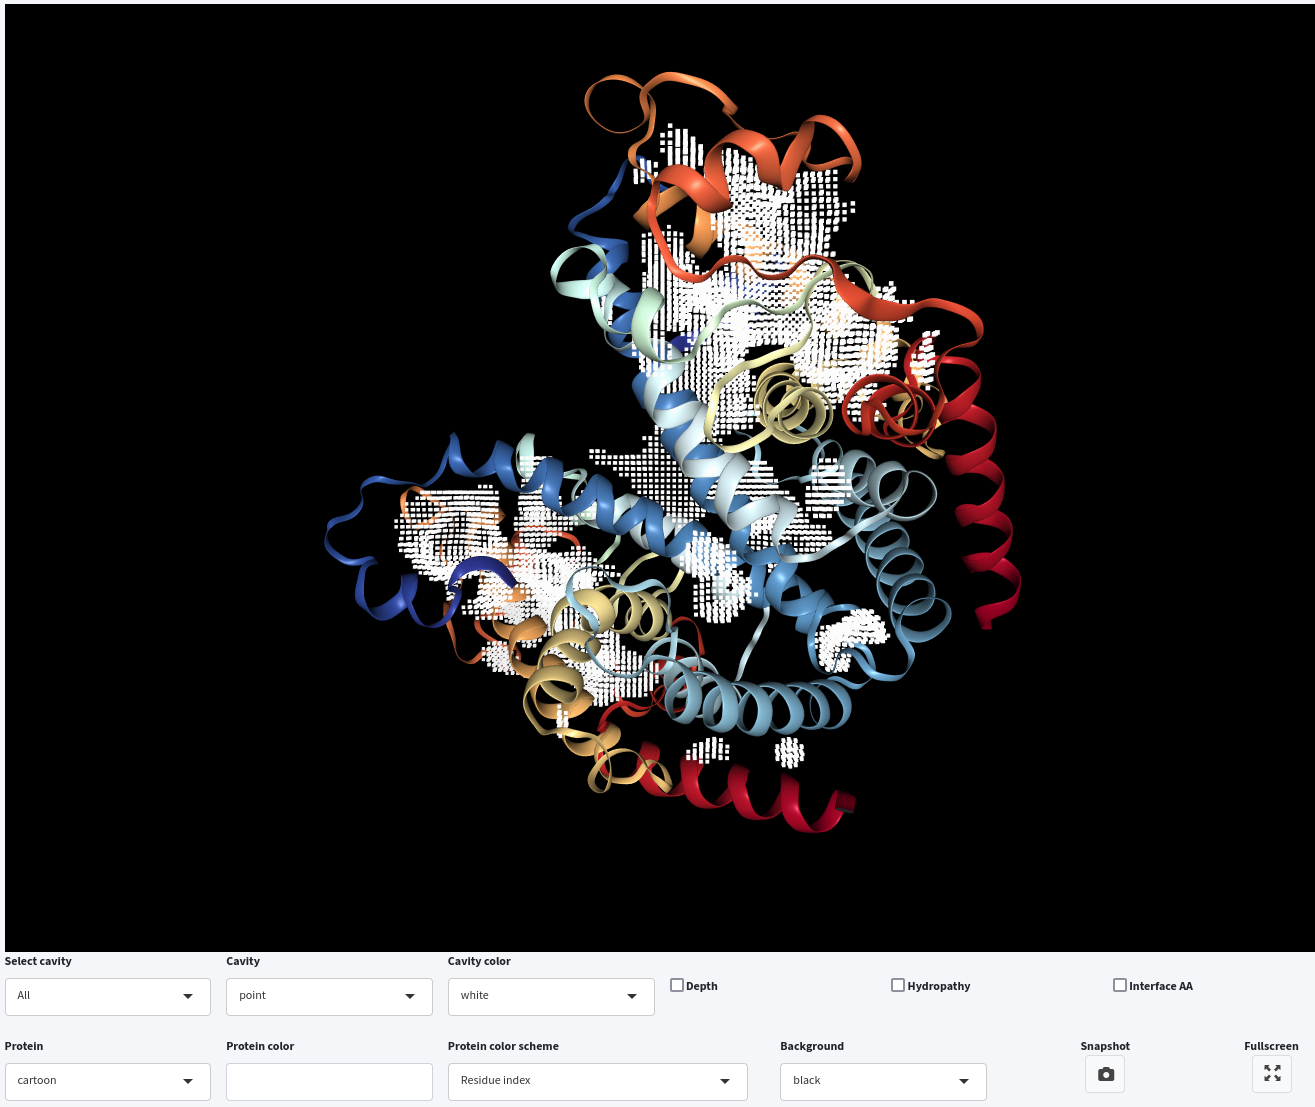 Select cavity
Cavity
Cavity color
All
point
white
Depth
Hydropathy
Interface AA
Protein
Protein color
Protein color scheme
Background
Snapshot
Fullscreen
cartoon
Residue index
black